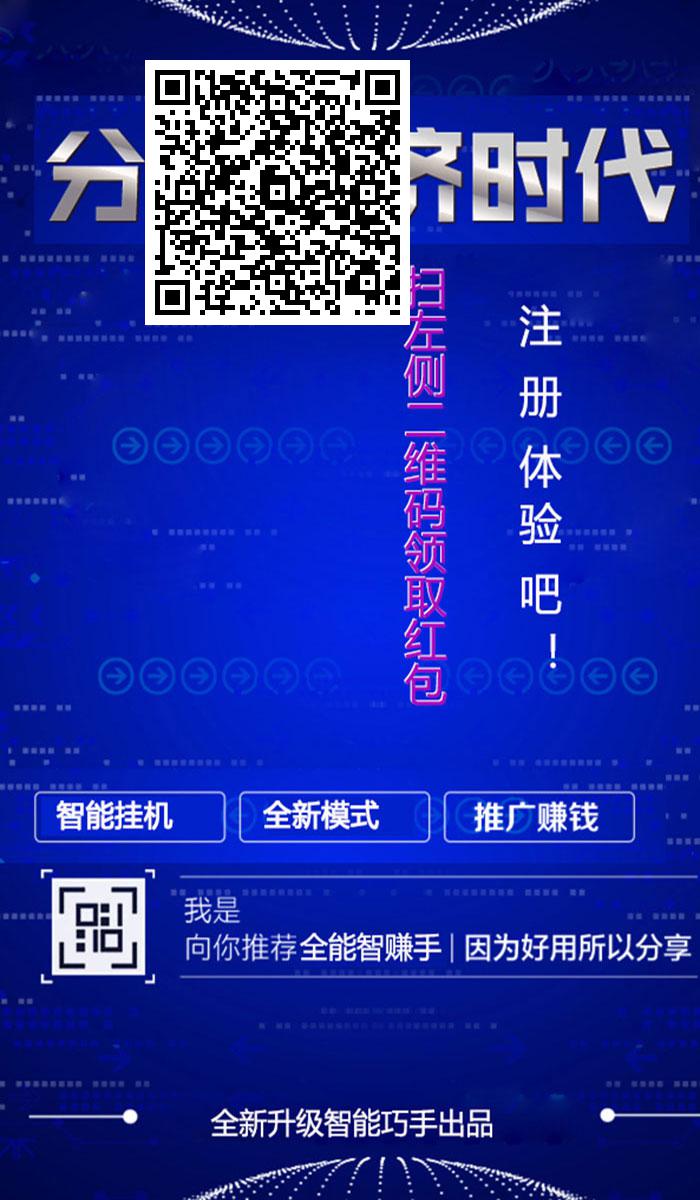 分济时代
扫左侧二维码领取红包
注册体验吧！
智能挂机
全新模式
推广赚钱
我是
向你推荐全能智赚手|因为好用所以分享
全新升级智能巧手出品